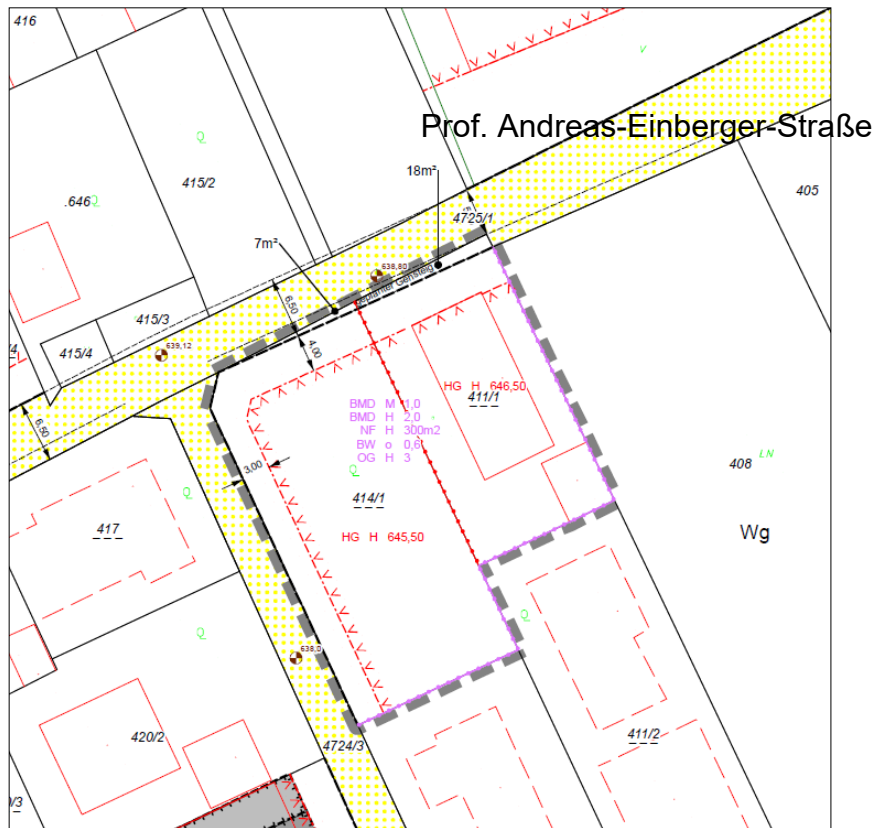 416
V
Prof. Andreas-Einberger-Straße
Q
18m²
415/2
.646
Q
405
4725/1
7m²
638,80
geplanter Gehsteig
6,50
415/3
639,12
415/4
4,00
HG H 646,50
411/1
BMD M 1,0
BMD H 2,0
NF H 300m2
BW o 0,6
OG H 3
6,50
3,00
Q
LN
408
Q
414/1
417
Wg
HG H 645,50
Q
Q
638,0
420/2
4724/3
411/2